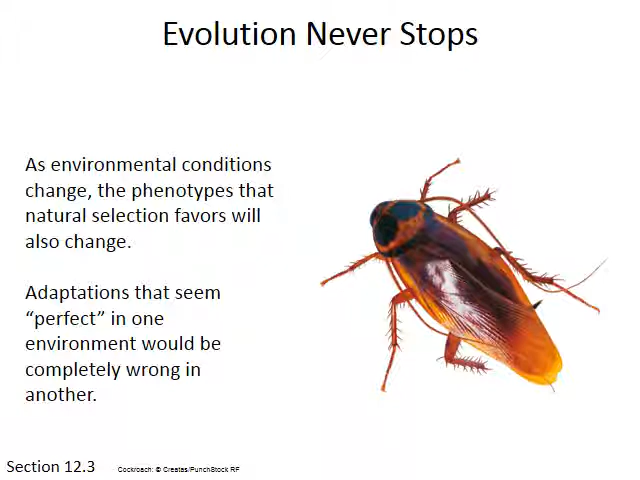 Evolution Never Stops
As environmental conditions
change, the phenotypes that
natural selection favors will
also change.
Adaptations that seem
“perfect” in one
environment would be
completely wrong in
another.
Section 12.3
Cockroach: © Creatas/PunchStock RF